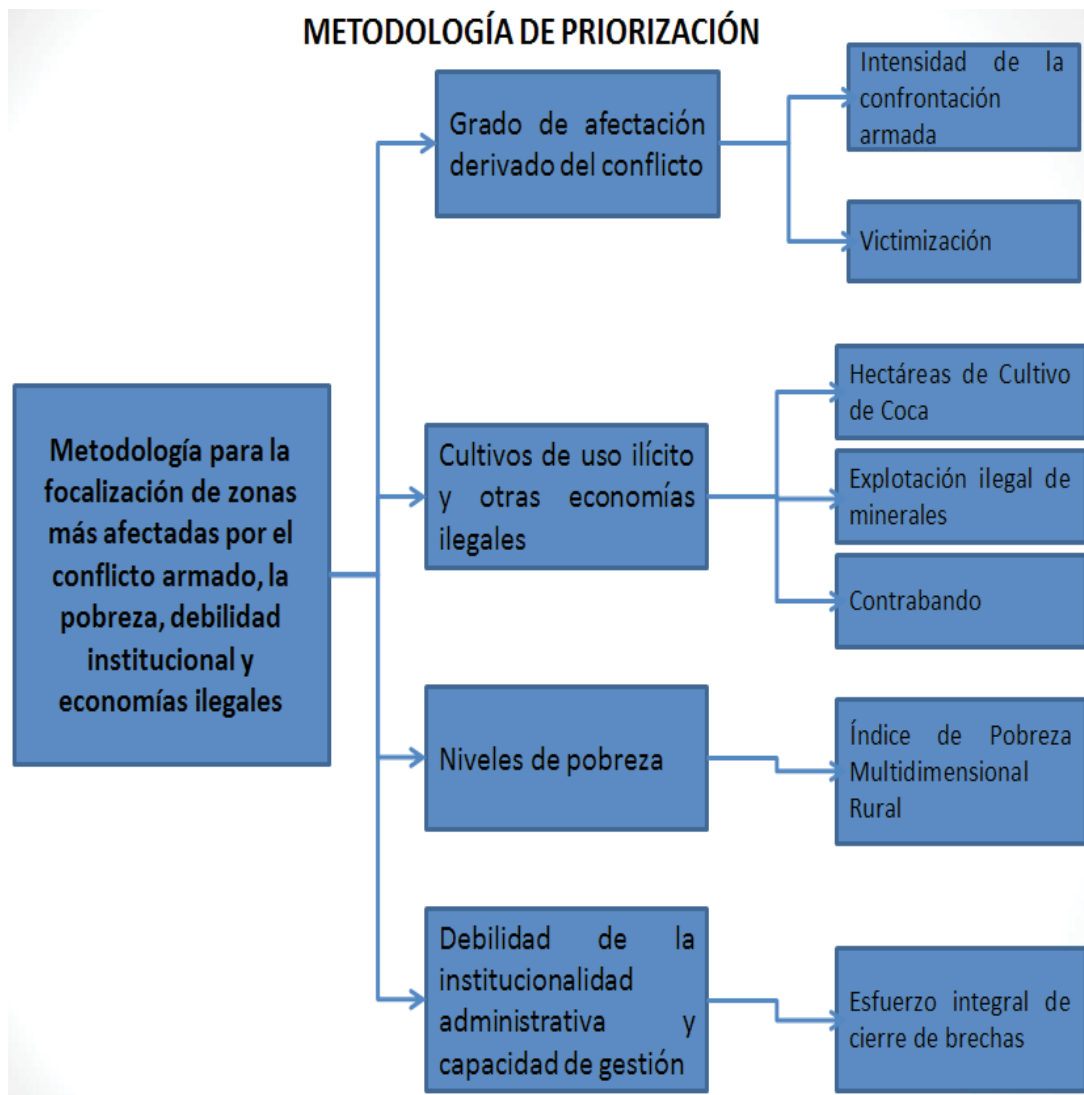 METODOLOGÍA DE PRIORIZACIÓN
Metodología para la
focalización de zonas
más afectadas por el
conflicto armado, la
pobreza, debilidad
institucional y
economías ilegales
Grado de afectación
derivado del conflicto
Intensidad de la
confrontación
armada
Victimización
Cultivos de uso ilícito
y otras economías
ilegales
Hectáreas de Cultivo
de Coca
Explotación ilegal de
minerales
Contrabando
Niveles de pobreza
Índice de Pobreza
Multidimensional
Rural
Debilidad de la
institucionalidad
administrativa y
capacidad de gestión
Esfuerzo integral de
cierre de brechas